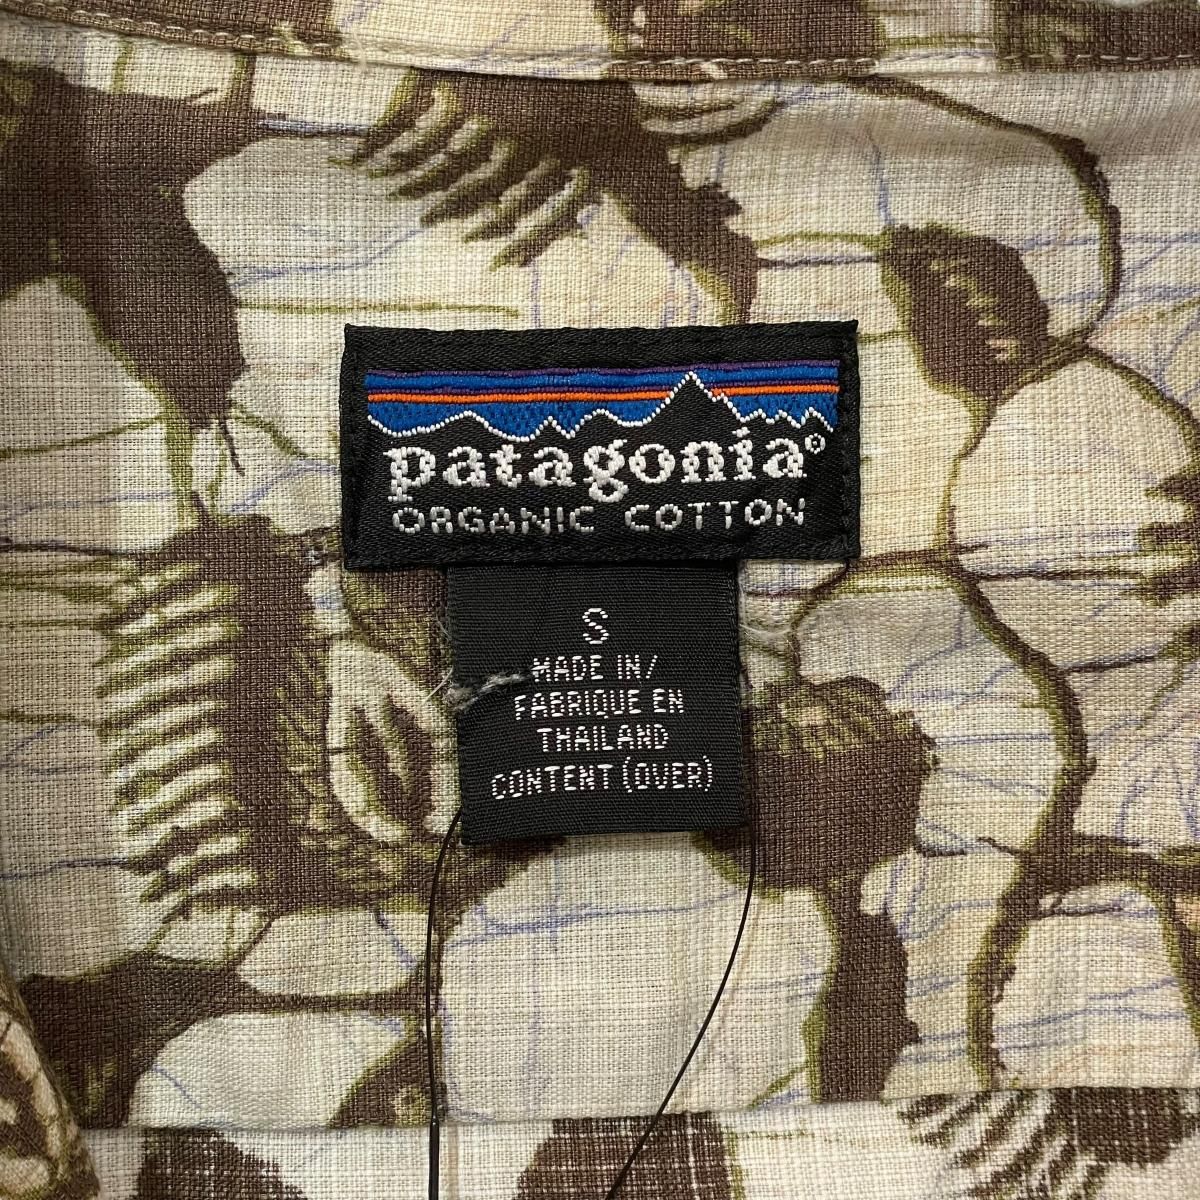 patagonia®
ORGANIC COTTON
S
MADE IN/
FABRIQUE EN
THAILAND
CONTENT (OVER)